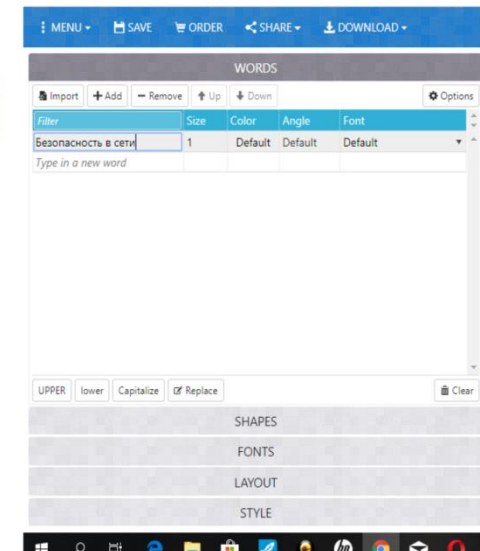 MENU SAVE ORDER SHARE DOWNLOAD
WORDS
Import Add Remove Up Down Options
Filter Size Color Angle Font
Безопасность в сети 1 Default Default Default
Type in a new word
UPPER lower Capitalize Replace Clear
SHAPES
FONTS
LAYOUT
STYLE
hp